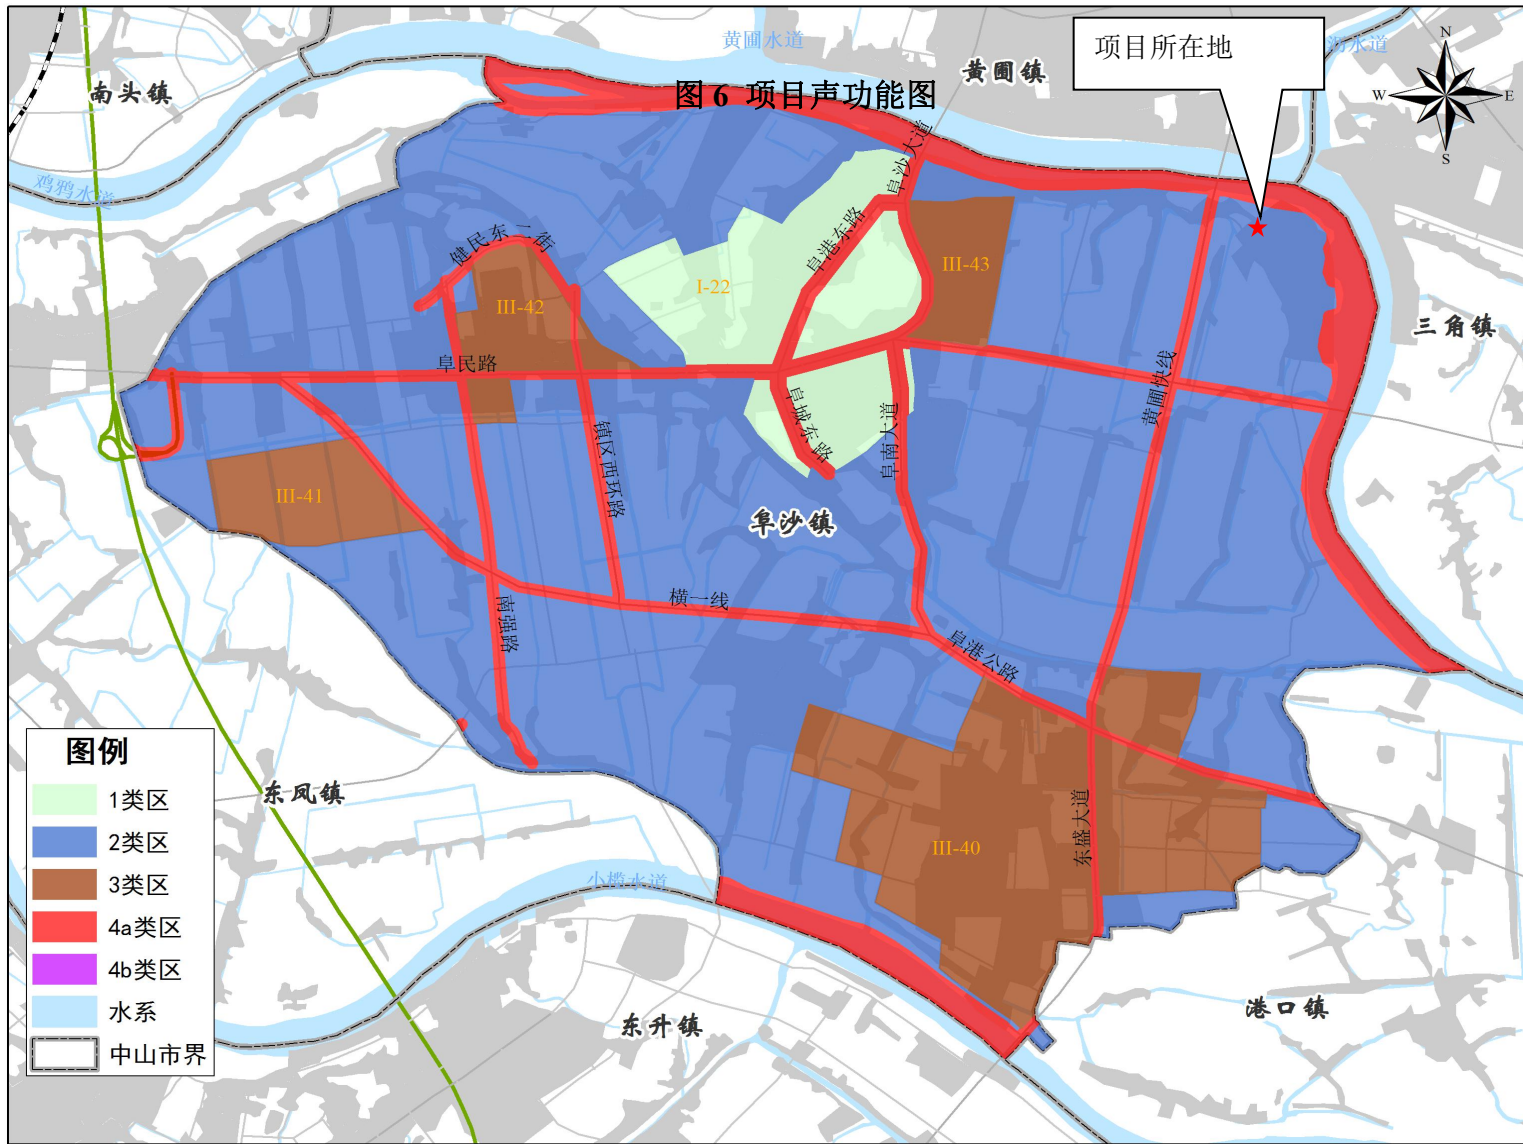 黄圃水道
沥水道
项目所在地
黄圃镇
N
W
E
S
南头镇
图 6 项目声功能图
鸡鸦水道
阜沙大道
阜港东路
健民东二街
III-43
I-22
III-42
三角镇
阜民路
黄圃快线
阜城东路
阜南大道
镇区西环路
III-41
阜沙镇
横一线
南强路
阜港公路
东凤镇
东盛大道
III-40
小榄水道
东升镇
港口镇
图例
1类区
2类区
3类区
4a类区
4b类区
水系
中山市界